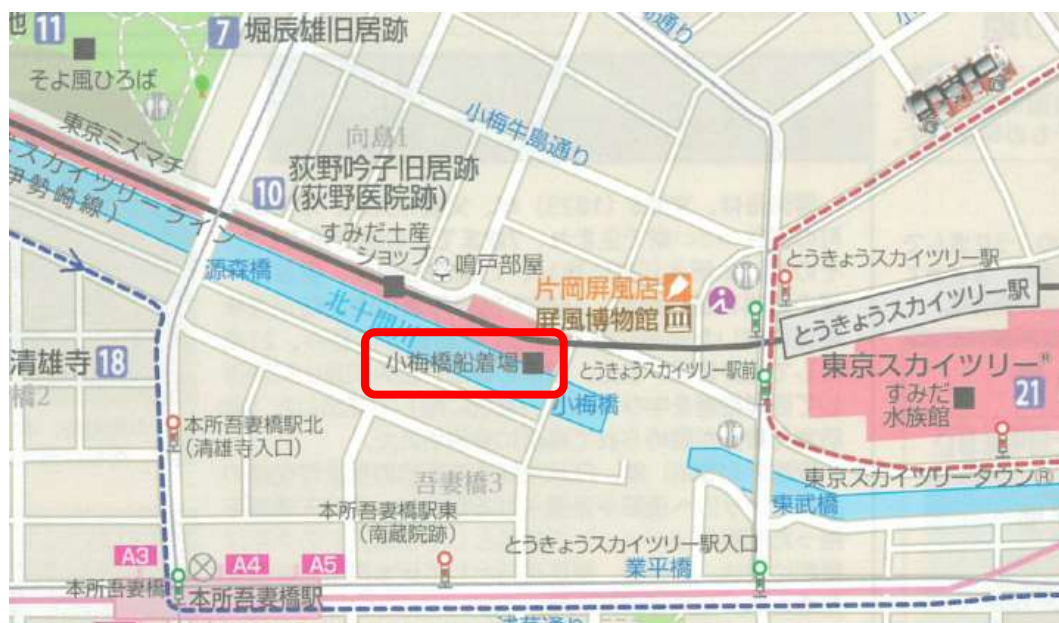 池
11
7
堀辰雄旧居跡
そよ風ひろば
東京ミズマチ
スカイツリーライン
伊勢崎線)
向島1
小梅牛島通り
荻野吟子旧居跡
10
(荻野医院跡)
すみだ土産
ショップ
鳴戸部屋
源森橋
北十間川
片岡屏風店
屏風博物館
とうきょうスカイツリー駅
とうきょうスカイツリー駅
清雄寺
18
橋2
小梅橋船着場
とうきょうスカイツリー駅前
小梅橋
東京スカイツリー®
すみだ
水族館
21
本所吾妻橋駅北
(清雄寺入口)
吾妻橋3
東京スカイツリータウン®
東武橋
本所吾妻橋駅東
(南蔵院跡)
とうきょうスカイツリー駅入口
業平橋
A3
A4
A5
本所吾妻橋
本所吾妻橋駅
浅草通り